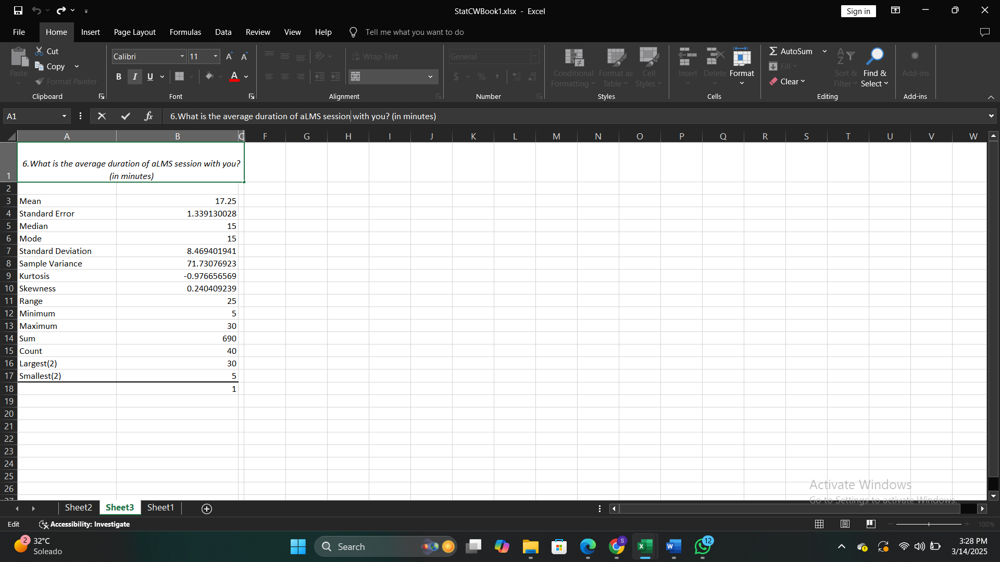 StatCWBook1.xlsx - Excel
Sign in
File Home Insert Page Layout Formulas Data Review View Help Tell me what you want to do
Paste
Cut
Copy
Format Painter
Clipboard
Calibri 11
B I U
Font
Wrap Text
Alignment
General
Number
Conditional Formatting
Format as Table
Cell Styles
Styles
Insert Delete Format
Cells
AutoSum
Fill
Clear
Sort & Filter
Find & Select
Editing
Add-ins
Add-ins
A1
6.What is the average duration of aLMS session with you? (in minutes)
A B C F G H I J K L M N O P Q R S T U V W
1
6.What is the average duration of aLMS session with you?
(in minutes)
2
3 Mean 17.25
4 Standard Error 1.339130028
5 Median 15
6 Mode 15
7 Standard Deviation 8.469401941
8 Sample Variance 71.73076923
9 Kurtosis -0.976656569
10 Skewness 0.240409239
11 Range 25
12 Minimum 5
13 Maximum 30
14 Sum 690
15 Count 40
16 Largest(2) 30
17 Smallest(2) 5
18 1
19
20
21
22
23
24
25
26
27
Activate Windows
Go to Settings to activate Windows.
Sheet2 Sheet3 Sheet1
Edit Accessibility: Investigate
100%
2
32°C
Soleado
Search
S
12
3:28 PM
3/14/2025